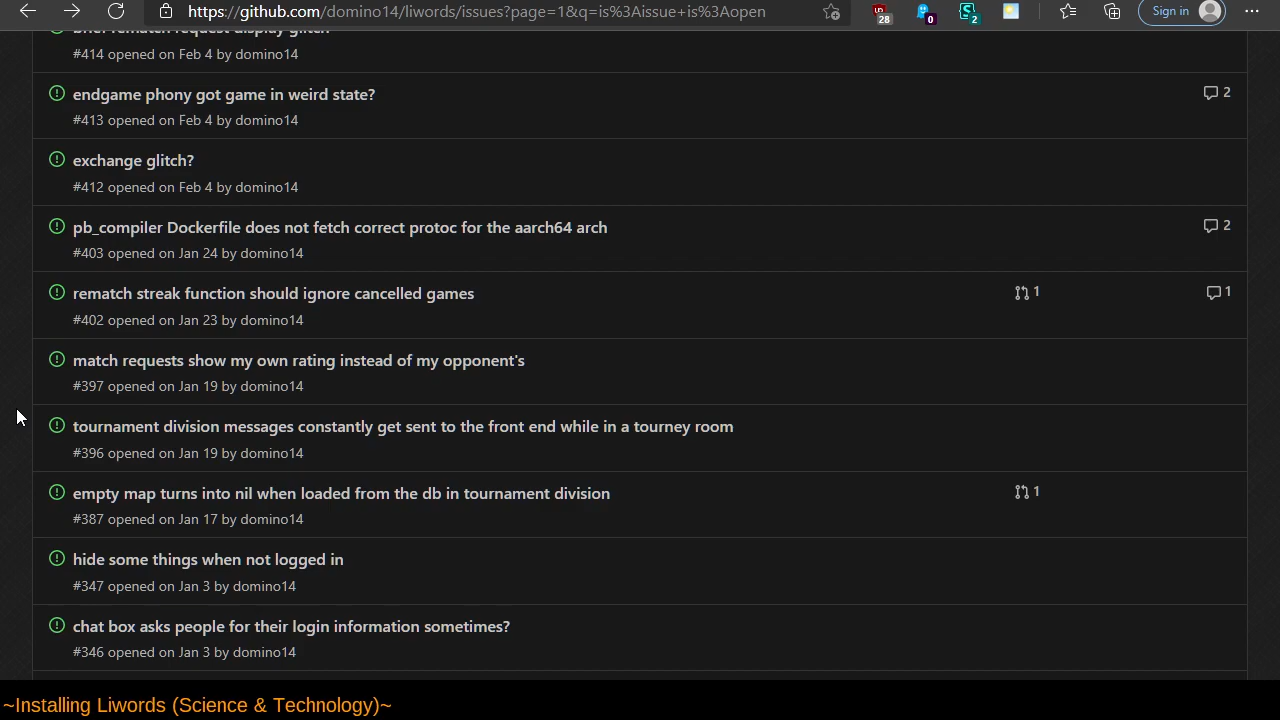 https://github.com/domino14/liwords/issues?page=1&q=is%3Aissue+is%3Aopen
28
0
2
Sign in
brief rematch request display glitch
#414 opened on Feb 4 by domino14
endgame phony got game in weird state?
2
#413 opened on Feb 4 by domino14
exchange glitch?
#412 opened on Feb 4 by domino14
pb_compiler Dockerfile does not fetch correct protoc for the aarch64 arch
2
#403 opened on Jan 24 by domino14
rematch streak function should ignore cancelled games
1
1
#402 opened on Jan 23 by domino14
match requests show my own rating instead of my opponent's
#397 opened on Jan 19 by domino14
tournament division messages constantly get sent to the front end while in a tourney room
#396 opened on Jan 19 by domino14
empty map turns into nil when loaded from the db in tournament division
1
#387 opened on Jan 17 by domino14
hide some things when not logged in
#347 opened on Jan 3 by domino14
chat box asks people for their login information sometimes?
#346 opened on Jan 3 by domino14
~Installing Liwords (Science & Technology)~